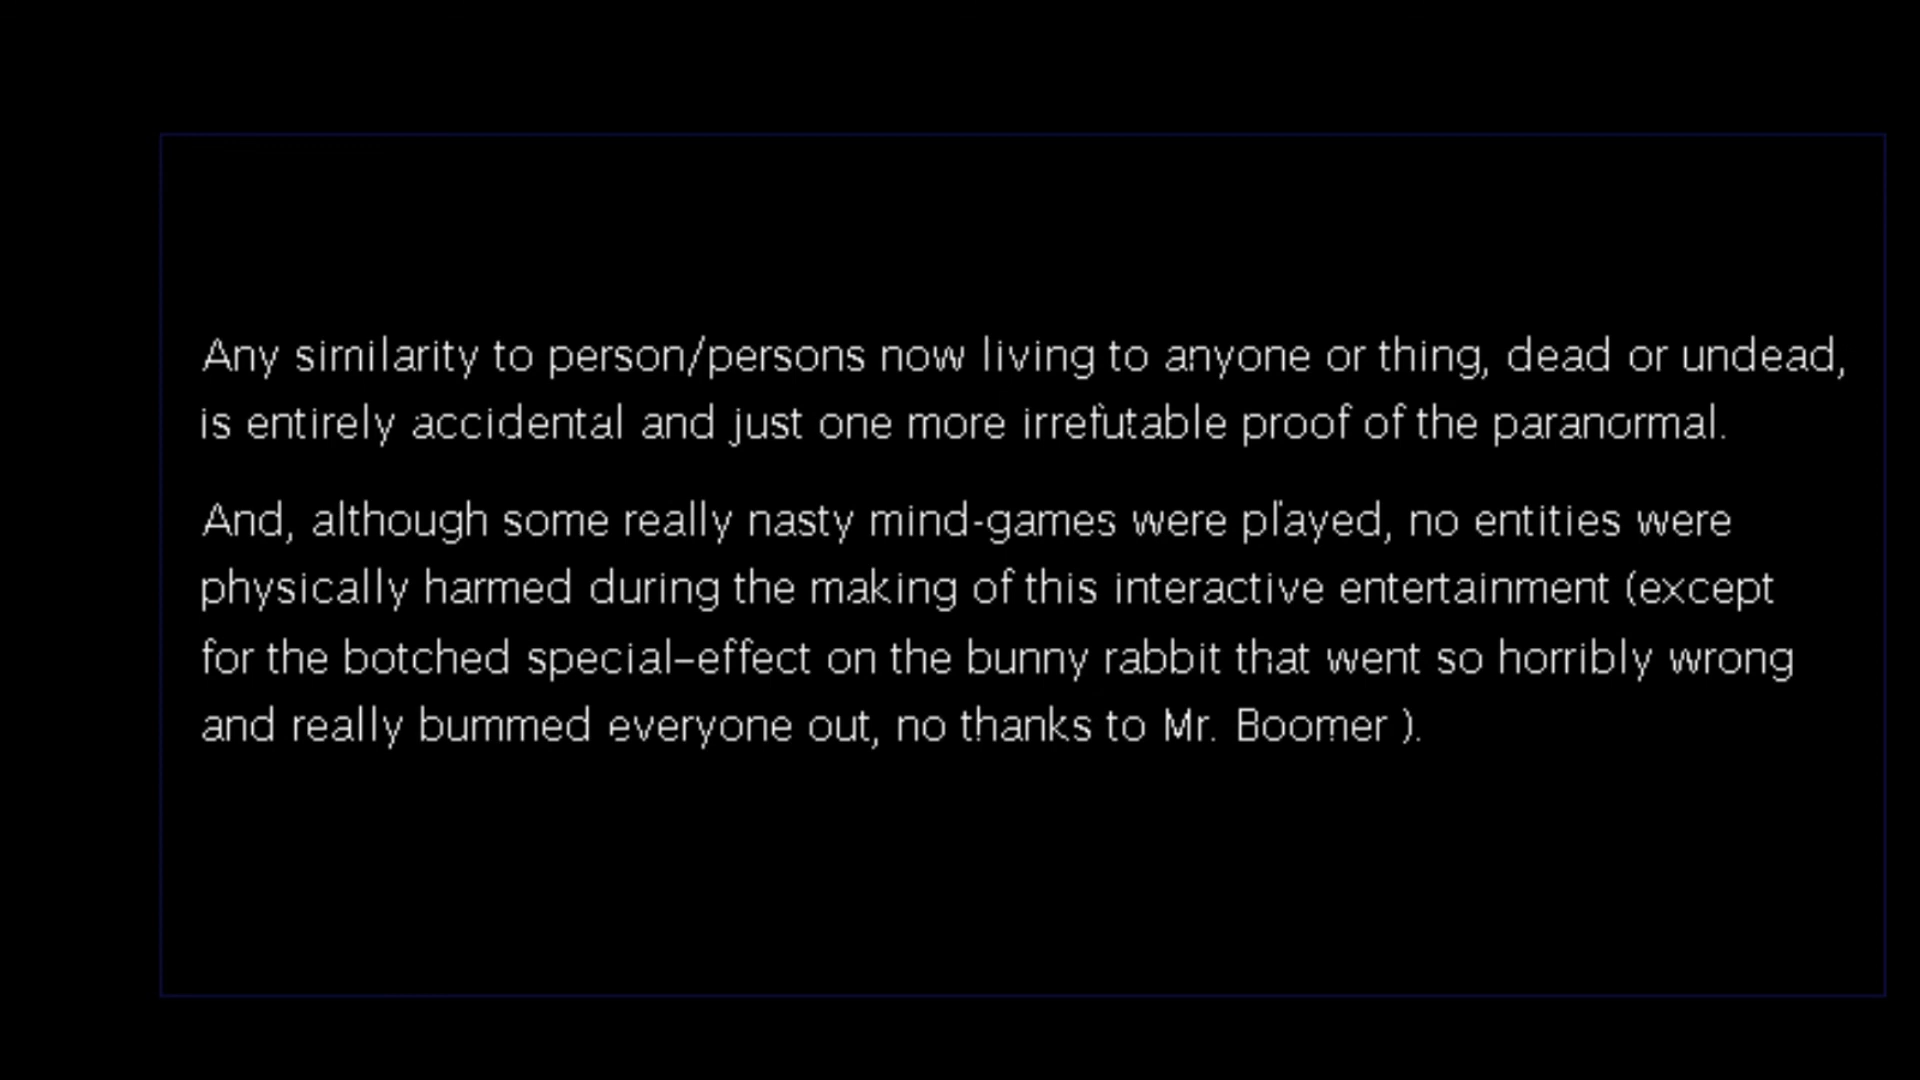 Any similarity to person/persons now living to anyone or thing, dead or undead,
is entirely accidental and just one more irrefutable proof of the paranormal.
And, although some really nasty mind-games were played, no entities were
physically harmed during the making of this interactive entertainment (except
for the botched special-effect on the bunny rabbit that went so horribly wrong
and really bummed everyone out, no thanks to Mr. Boomer ).